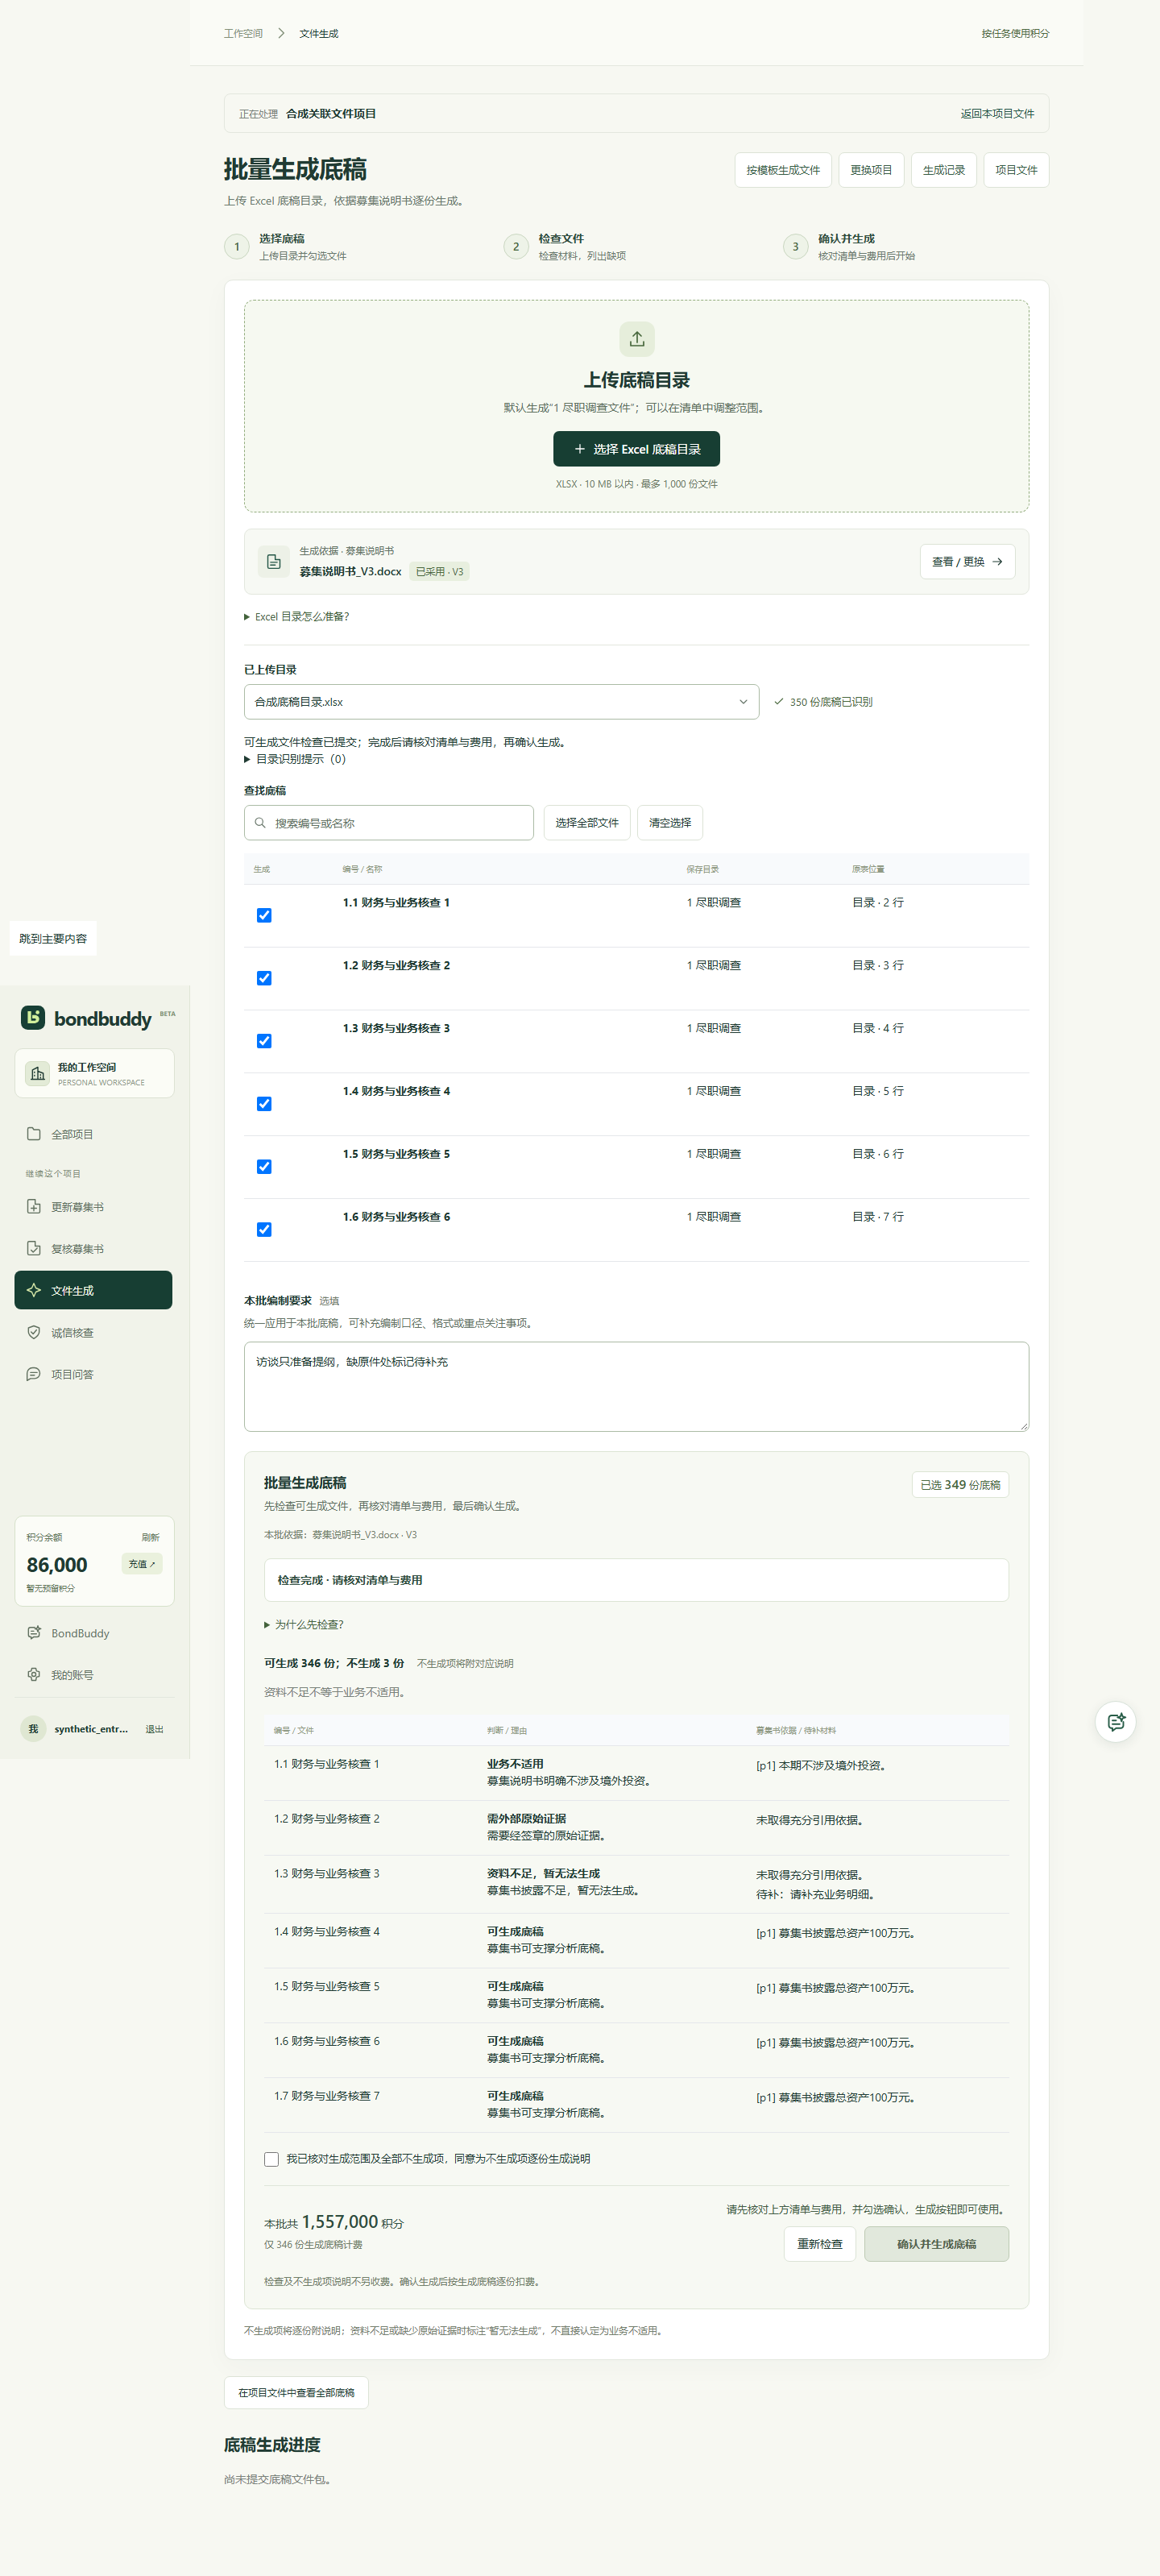 工作空间 文件生成 按任务使用积分
正在处理 合成关联文件项目 返回本项目文件
批量生成底稿
上传 Excel 底稿目录，依据募集说明书逐份生成。
按模板生成文件 更换项目 生成记录 项目文件
1 选择底稿
上传目录并勾选文件
2 检查文件
检查材料，列出缺项
3 确认并生成
核对清单与费用后开始
上传底稿目录
默认生成“1 尽职调查文件”；可以在清单中调整范围。
选择 Excel 底稿目录
XLSX · 10 MB 以内 · 最多 1,000 份文件
生成依据 · 募集说明书
募集说明书_V3.docx 已采用 · V3
查看 / 更换
Excel 目录怎么准备？
已上传目录
合成底稿目录.xlsx
350 份底稿已识别
可生成文件检查已提交；完成后请核对清单与费用，再确认生成。
目录识别提示（0）
查找底稿
搜索编号或名称 选择全部文件 清空选择
生成 编号 / 名称 保存目录 原表位置
1.1 财务与业务核查 1 1 尽职调查 目录 · 2 行
1.2 财务与业务核查 2 1 尽职调查 目录 · 3 行
1.3 财务与业务核查 3 1 尽职调查 目录 · 4 行
1.4 财务与业务核查 4 1 尽职调查 目录 · 5 行
1.5 财务与业务核查 5 1 尽职调查 目录 · 6 行
1.6 财务与业务核查 6 1 尽职调查 目录 · 7 行
本批编制要求 选填
统一应用于本批底稿，可补充编制口径、格式或重点关注事项。
访谈只准备提纲，缺原件处标记待补充
批量生成底稿
先检查可生成文件，再核对清单与费用，最后确认生成。
已选 349 份底稿
本批依据：募集说明书_V3.docx · V3
检查完成 · 请核对清单与费用
为什么先检查？
可生成 346 份；不生成 3 份 不生成项将附对应说明
资料不足不等于业务不适用。
编号 / 文件 判断 / 理由 募集书依据 / 待补材料
1.1 财务与业务核查 1 业务不适用 [p1] 本期不涉及境外投资。
募集说明书明确不涉及境外投资。
1.2 财务与业务核查 2 需外部原始证据 未取得充分引用依据。
需要经签章的原始证据。
1.3 财务与业务核查 3 资料不足，暂无法生成 未取得充分引用依据。
募集书披露不足，暂无法生成。 待补：请补充业务明细。
1.4 财务与业务核查 4 可生成底稿 [p1] 募集书披露总资产100万元。
募集书可支撑分析底稿。
1.5 财务与业务核查 5 可生成底稿 [p1] 募集书披露总资产100万元。
募集书可支撑分析底稿。
1.6 财务与业务核查 6 可生成底稿 [p1] 募集书披露总资产100万元。
募集书可支撑分析底稿。
1.7 财务与业务核查 7 可生成底稿 [p1] 募集书披露总资产100万元。
募集书可支撑分析底稿。
我已核对生成范围及全部不生成项，同意为不生成项逐份生成说明
本批共 1,557,000 积分
仅 346 份生成底稿计费
请先核对上方清单与费用，并勾选确认，生成按钮即可使用。
重新检查 确认并生成底稿
检查及不生成项说明不另收费。确认生成后按生成底稿逐份扣费。
不生成项将逐份附说明；资料不足或缺少原始证据时标注“暂无法生成”，不直接认定为业务不适用。
在项目文件中查看全部底稿
底稿生成进度
尚未提交底稿文件包。
跳到主要内容
bondbuddy BETA
我的工作空间
PERSONAL WORKSPACE
全部项目
继续这个项目
更新募集书
复核募集书
文件生成
诚信核查
项目问答
积分余额 刷新
86,000 充值 ↗
暂无预留积分
BondBuddy
我的账号
我 synthetic_entr... 退出